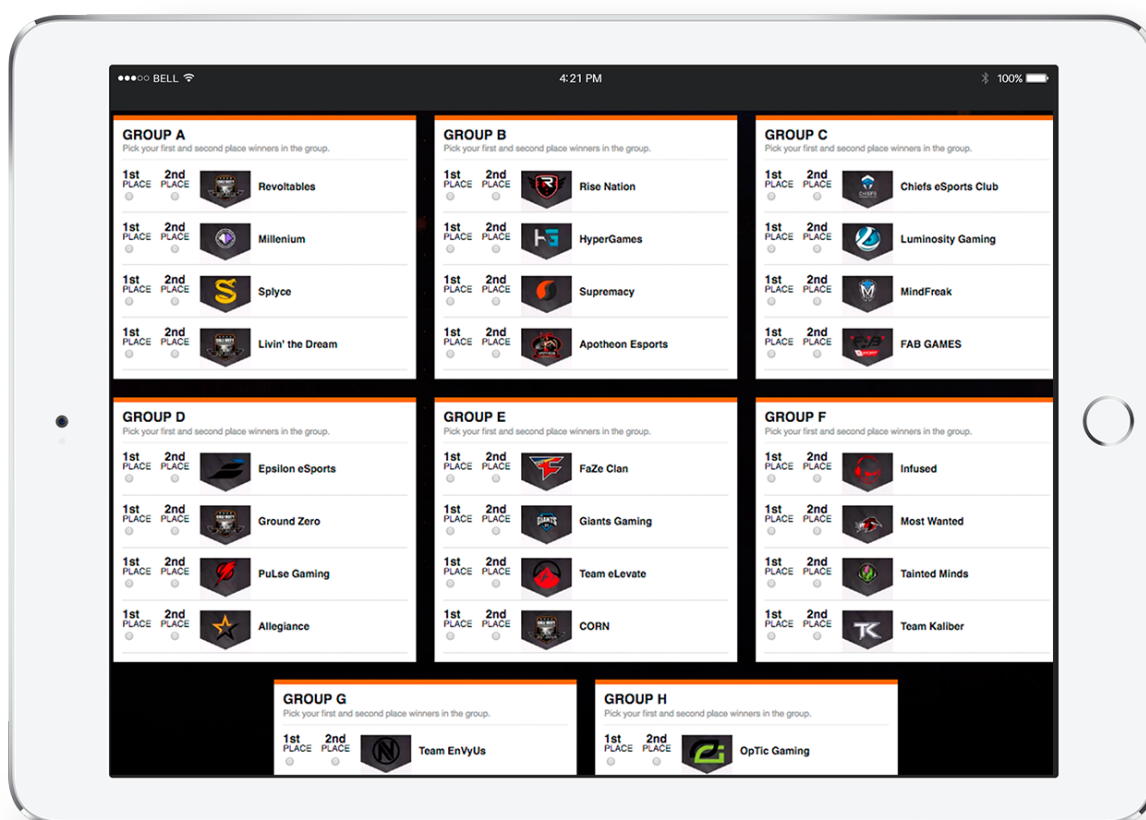 BELL 4:21 PM 100%
GROUP A
Pick your first and second place winners in the group.
1st PLACE 2nd PLACE Revoltables
1st PLACE 2nd PLACE Millenium
1st PLACE 2nd PLACE Splyce
1st PLACE 2nd PLACE Livin' the Dream
GROUP B
Pick your first and second place winners in the group.
1st PLACE 2nd PLACE Rise Nation
1st PLACE 2nd PLACE HyperGames
1st PLACE 2nd PLACE Supremacy
1st PLACE 2nd PLACE Apotheon Esports
GROUP C
Pick your first and second place winners in the group.
1st PLACE 2nd PLACE CHIEFS Chiefs eSports Club
1st PLACE 2nd PLACE Luminosity Gaming
1st PLACE 2nd PLACE MindFreak
1st PLACE 2nd PLACE FAB GAMES
GROUP D
Pick your first and second place winners in the group.
1st PLACE 2nd PLACE Epsilon eSports
1st PLACE 2nd PLACE Ground Zero
1st PLACE 2nd PLACE PuLse Gaming
1st PLACE 2nd PLACE Allegiance
GROUP E
Pick your first and second place winners in the group.
1st PLACE 2nd PLACE FaZe Clan
1st PLACE 2nd PLACE GIANTS Giants Gaming
1st PLACE 2nd PLACE Team eLevate
1st PLACE 2nd PLACE CORN
GROUP F
Pick your first and second place winners in the group.
1st PLACE 2nd PLACE Infused
1st PLACE 2nd PLACE Most Wanted
1st PLACE 2nd PLACE Tainted Minds
1st PLACE 2nd PLACE TK Team Kaliber
GROUP G
Pick your first and second place winners in the group.
1st PLACE 2nd PLACE Team EnVyUs
GROUP H
Pick your first and second place winners in the group.
1st PLACE 2nd PLACE OpTic Gaming